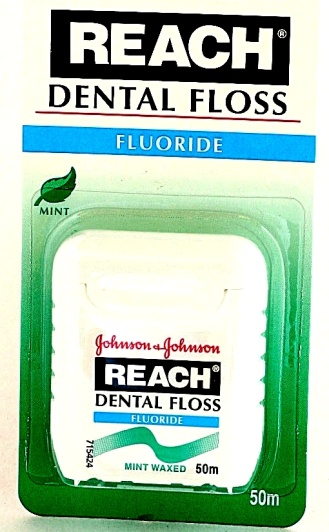 REACH®
DENTAL FLOSS
FLUORIDE
MINT
Johnson & Johnson
REACH®
DENTAL FLOSS
FLUORIDE
715424
MINT WAXED 50m
50m